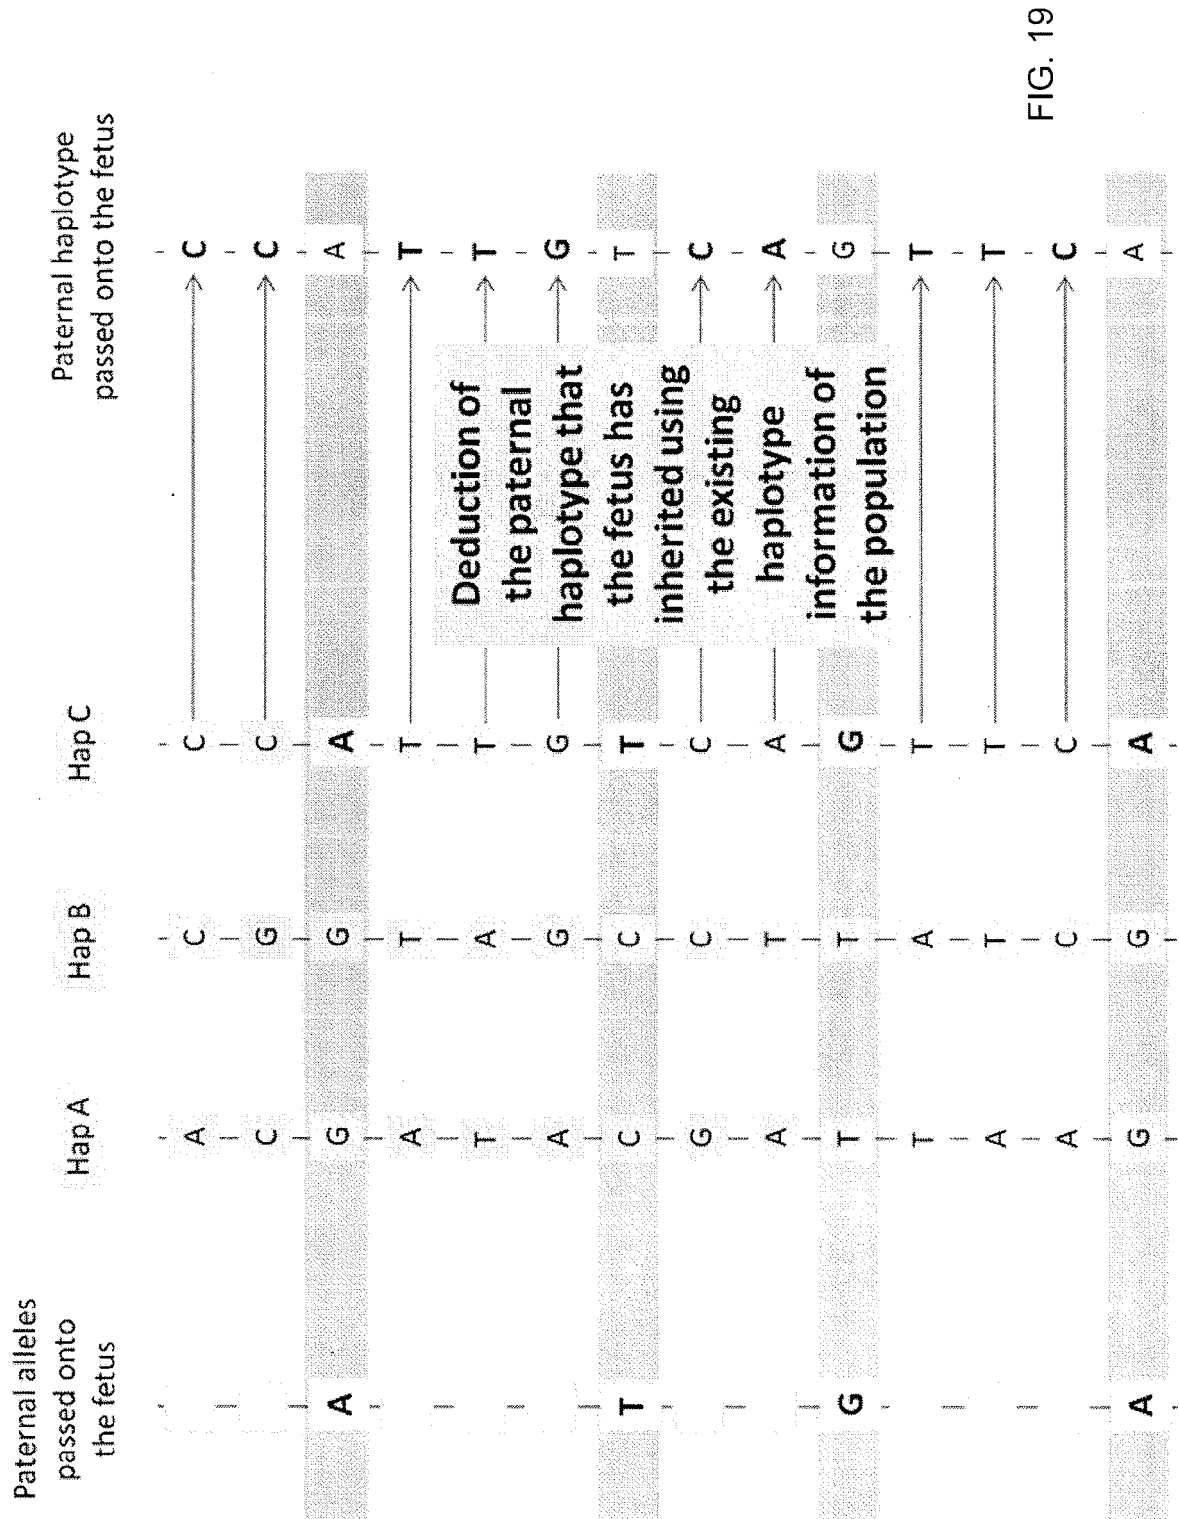 Paternal alleles
passed onto
the fetus
Hap A
Hap B
Hap C
Paternal haplotype
passed onto the fetus
A C C C
C G C C
A G G A A
A T T T
T A T T
A G G G
T C C T T
G C C C
A T A A
G T T G G
T A T T
A T T T
A C C C
A G G A A
Deduction of
the paternal
haplotype that
the fetus has
inherited using
the existing
haplotype
information of
the population
FIG. 19